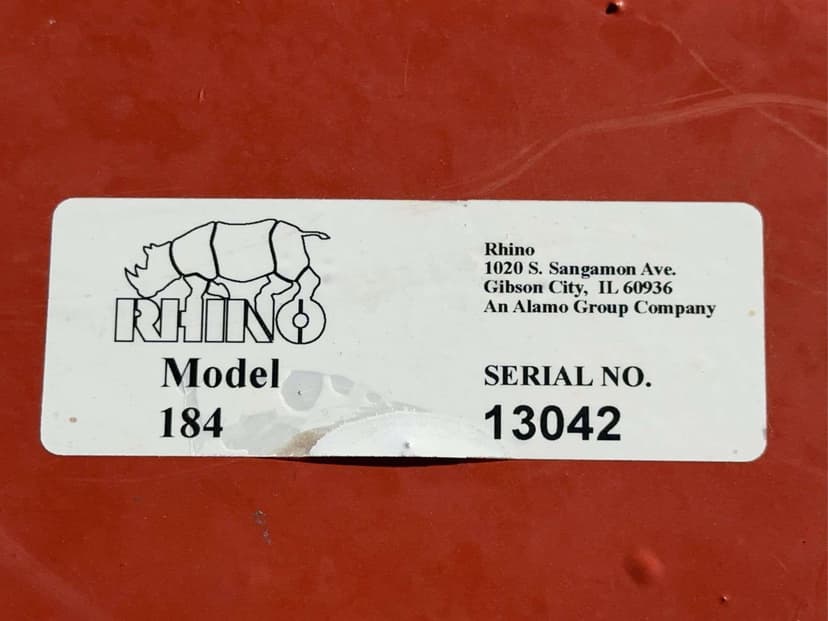 RHINO
Model
184
Rhino
1020 S. Sangamon Ave.
Gibson City, IL 60936
An Alamo Group Company
SERIAL NO.
13042